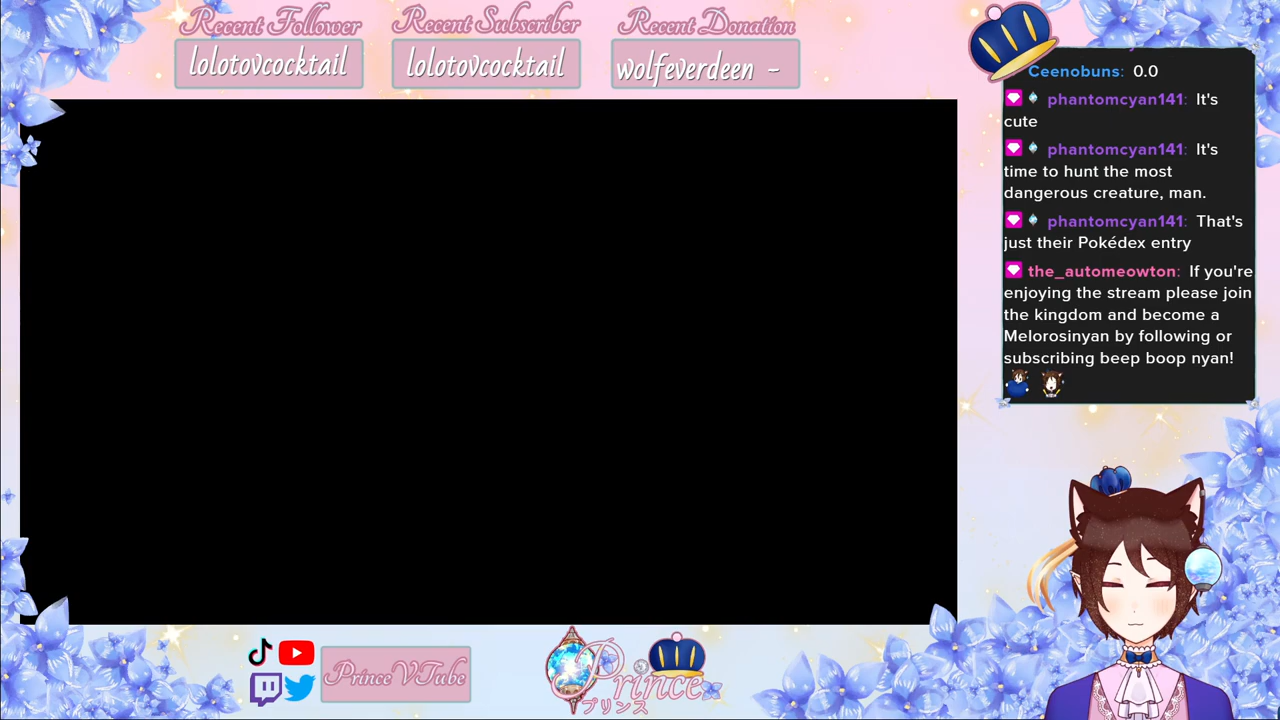 Recent Follower
Recent Subscriber
Recent Donation
lolotovcocktail
lolotovcocktail
wolfeverdeen -
Ceenobuns: 0.0
phantomcyan141: It's
cute
phantomcyan141: It's
time to hunt the most
dangerous creature, man.
phantomcyan141: That's
just their Pokédex entry
the_automeowton: If you're
enjoying the stream please join
the kingdom and become a
Melorosinyan by following or
subscribing beep boop nyan!
Prince VTube
Prince
プリンス